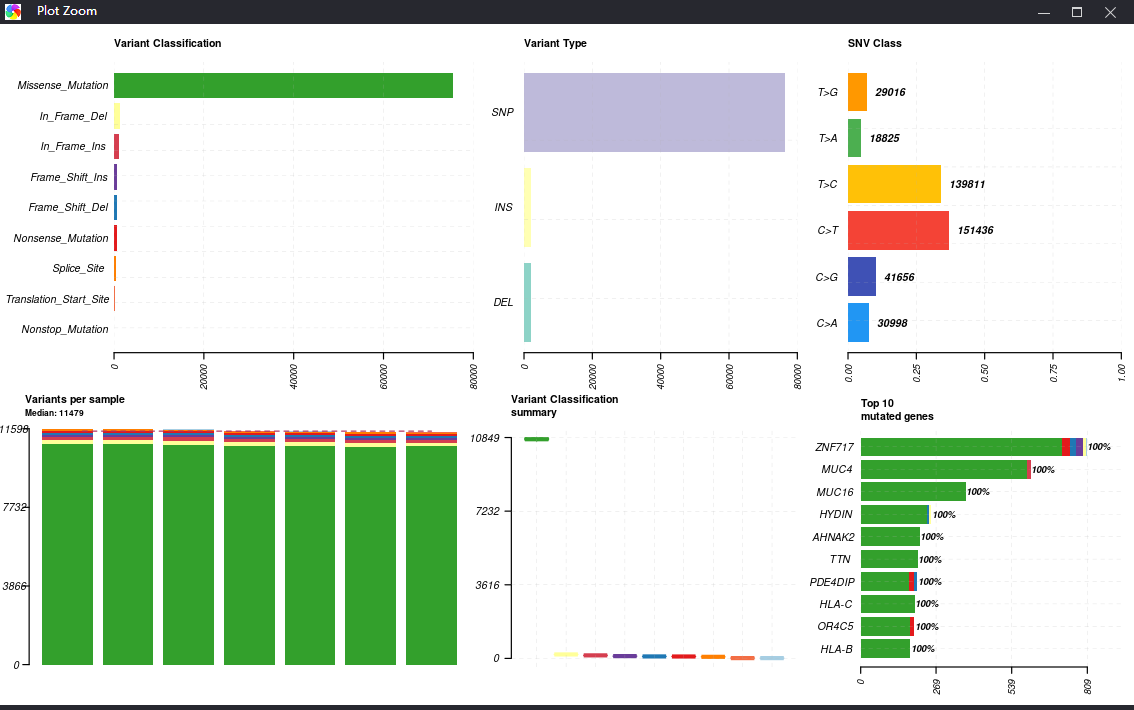 Plot Zoom
Variant Classification
Missense_Mutation
In_Frame_Del
In_Frame_Ins
Frame_Shift_Ins
Frame_Shift_Del
Nonsense_Mutation
Splice_Site
Translation_Start_Site
Nonstop_Mutation
0
20000
40000
60000
80000
Variant Type
SNP
INS
DEL
0
20000
40000
60000
80000
SNV Class
T>G 29016
T>A 18825
T>C 139811
C>T 151436
C>G 41656
C>A 30998
0.00
0.25
0.50
0.75
1.00
Variants per sample
Median: 11479
11598
7732
3866
0
Variant Classification
summary
10849
7232
3616
0
Top 10
mutated genes
ZNF717 100%
MUC4 100%
MUC16 100%
HYDIN 100%
AHNAK2 100%
TTN 100%
PDE4DIP 100%
HLA-C 100%
OR4C5 100%
HLA-B 100%
0
269
539
809